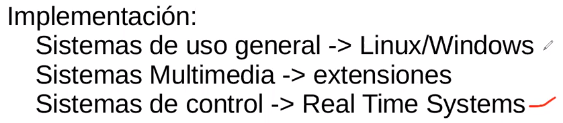 Implementación:
Sistemas de uso general -> Linux/Windows
Sistemas Multimedia -> extensiones
Sistemas de control -> Real Time Systems